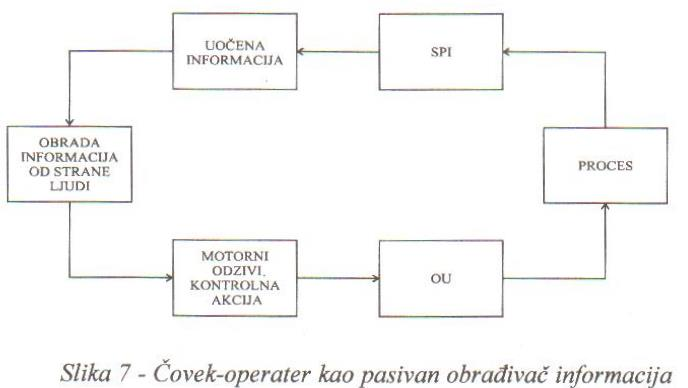 UOČENA
INFORMACIJA
SPI
OBRADA
INFORMACIJA
OD STRANE
LJUDI
PROCES
MOTORNI
ODZIVI,
KONTROLNA
AKCIJA
OU
Slika 7 - Čovek-operater kao pasivan obrađivač informacija